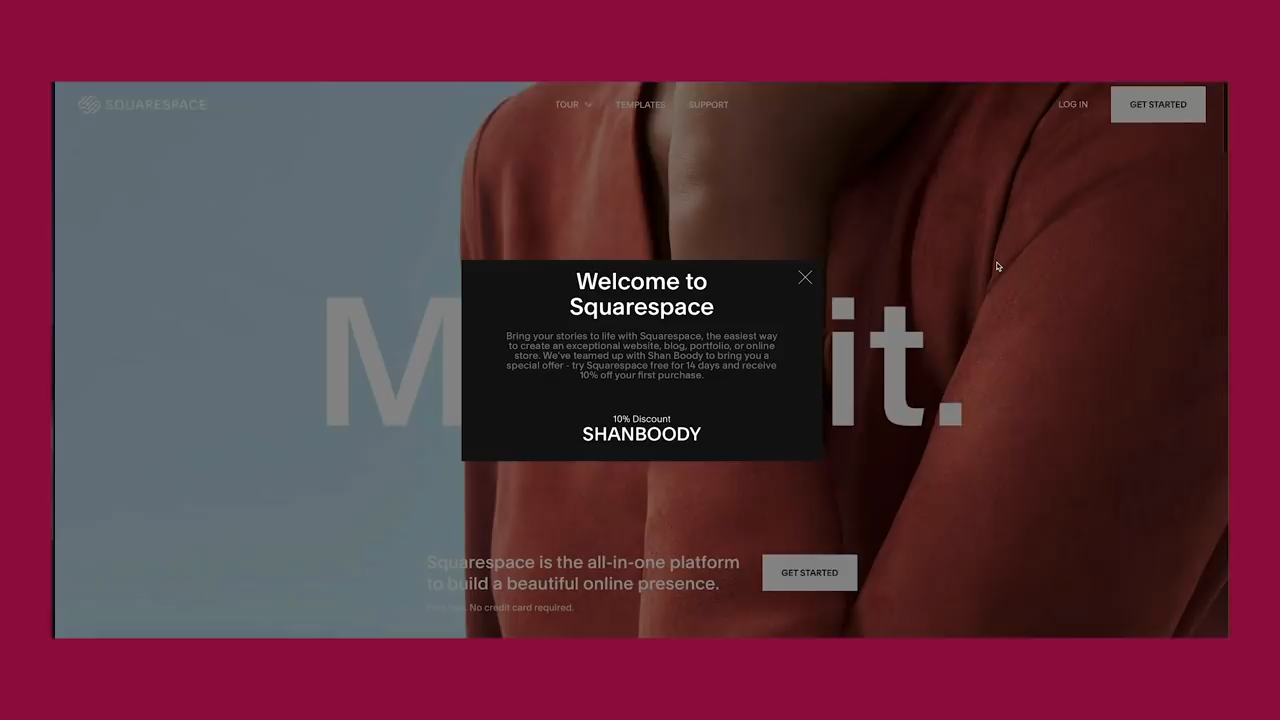 SQUARESPACE
TOUR
TEMPLATES
SUPPORT
LOG IN
GET STARTED
M it.
Welcome to
Squarespace
Bring your stories to life with Squarespace, the easiest way
to create an exceptional website, blog, portfolio, or online
store. We've teamed up with Shan Boody to bring you a
special offer - try Squarespace free for 14 days and receive
10% off your first purchase.
10% Discount
SHANBOODY
Squarespace is the all-in-one platform
to build a beautiful online presence.
GET STARTED
No credit card required.